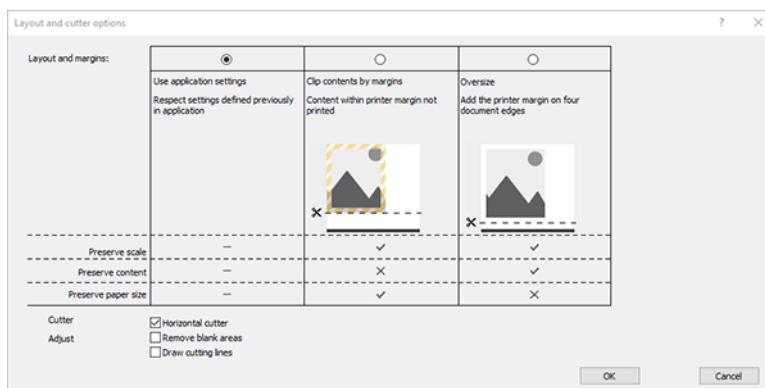 Layout and cutter options
Layout and margins:
Use application settings
Clip contents by margins
Oversize
Respect settings defined previously
in application
Content within printer margin not
printed
Add the printer margin on four
document edges
Preserve scale
Preserve content
Preserve paper size
Cutter
Horizontal cutter
Adjust
Remove blank areas
Draw cutting lines
OK
Cancel